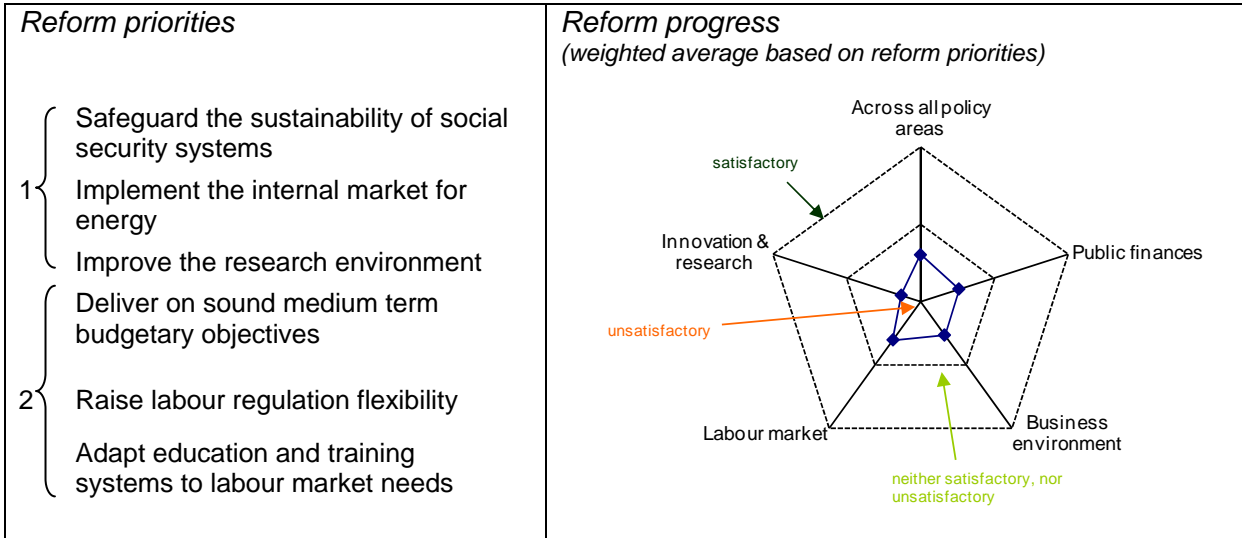 Reform priorities
1
Safeguard the sustainability of social
security systems
Implement the internal market for
energy
Improve the research environment
2
Deliver on sound medium term
budgetary objectives
Raise labour regulation flexibility
Adapt education and training
systems to labour market needs
Reform progress
(weighted average based on reform priorities)
Across all policy
areas
satisfactory
Innovation &
research
Public finances
unsatisfactory
Labour market
Business
environment
neither satisfactory, nor
unsatisfactory